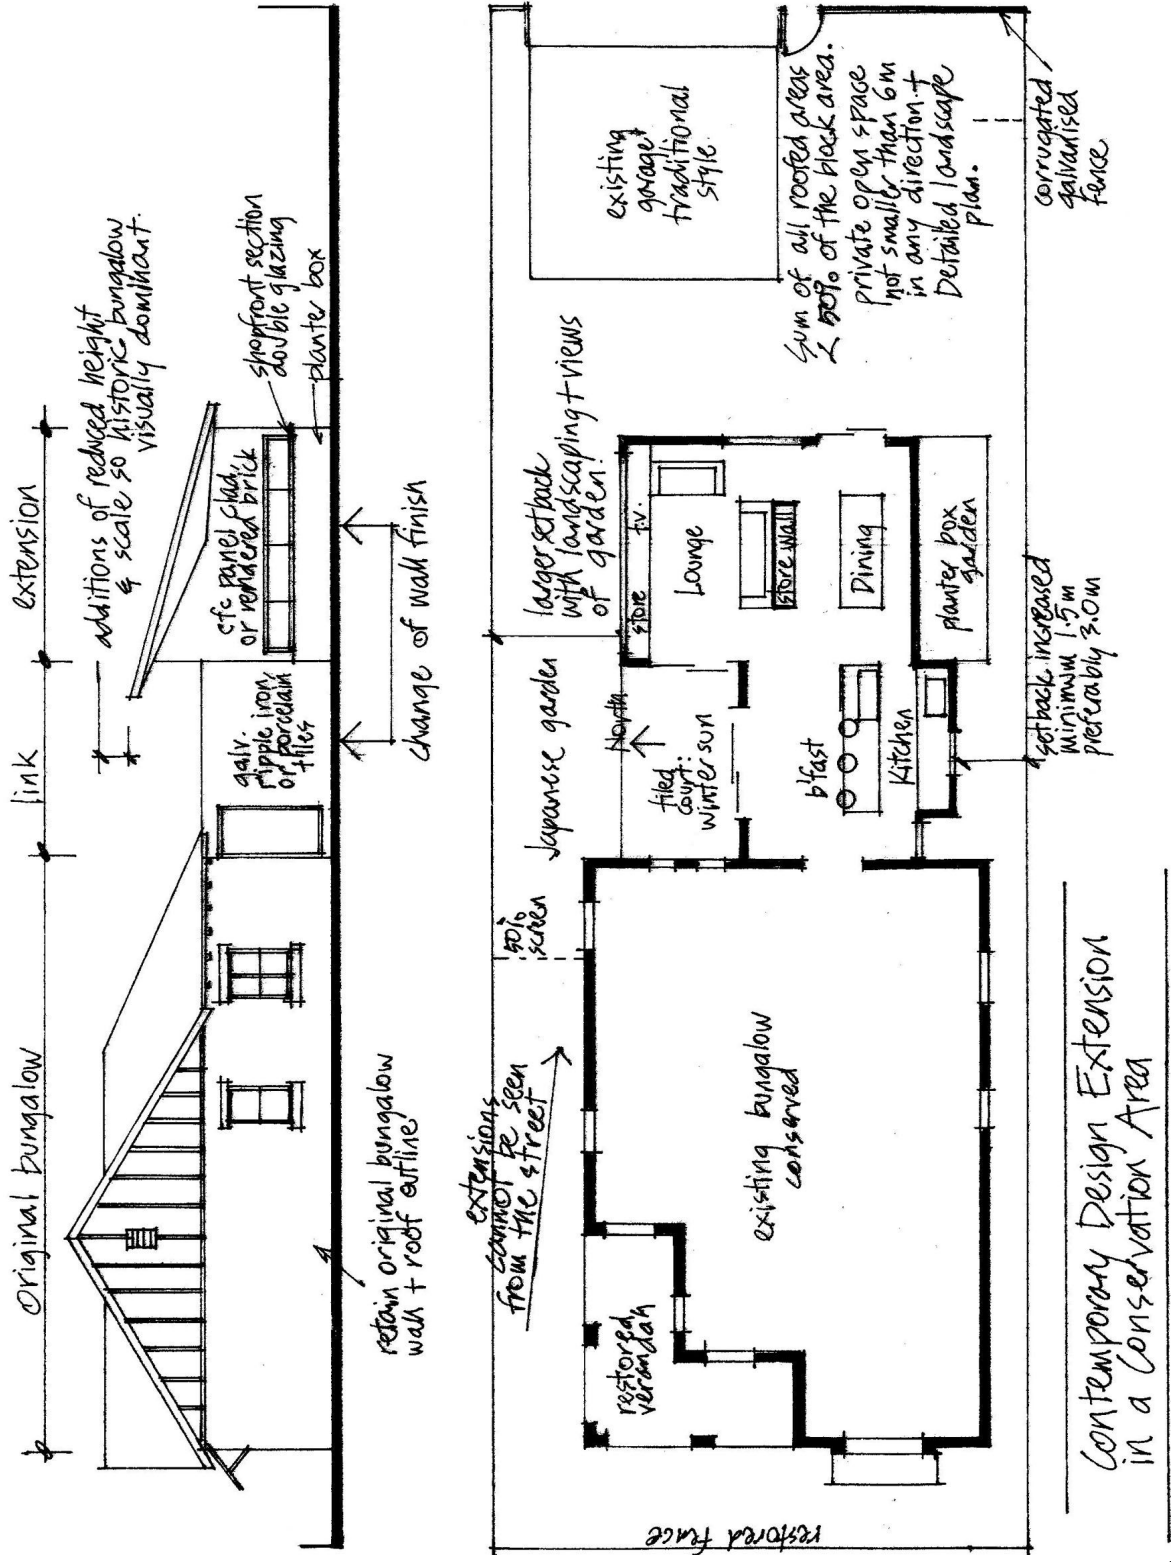 original bungalow
link
extension
additions of reduced height
& scale so historic bungalow
visually dominant.
galv.
ripple iron,
or porcelain
tiles
cfc panel clad,
or rendered brick
shopfront section
double glazing
planter box
retain original bungalow
wall + roof outline
change of wall finish
extensions
cannot be seen
from the street
50%
screen
Japanese garden
larger setback
with landscaping + views
of garden!
North
tiled
court:
winter sun
store
t.v.
Lounge
store wall
Dining
b'fast
Kitchen
planter box
garden
existing
garage +
traditional
style.
Sum of all roofed areas
< 50% of the block area.
private open space
not smaller than 6m
in any direction. +
Detailed landscape
plan.
corrugated
galvanised
fence
setback increased
minimum 1.5m
preferably 3.0m
restored
verandah
existing bungalow
conserved
restored fence
Contemporary Design Extension
in a Conservation Area